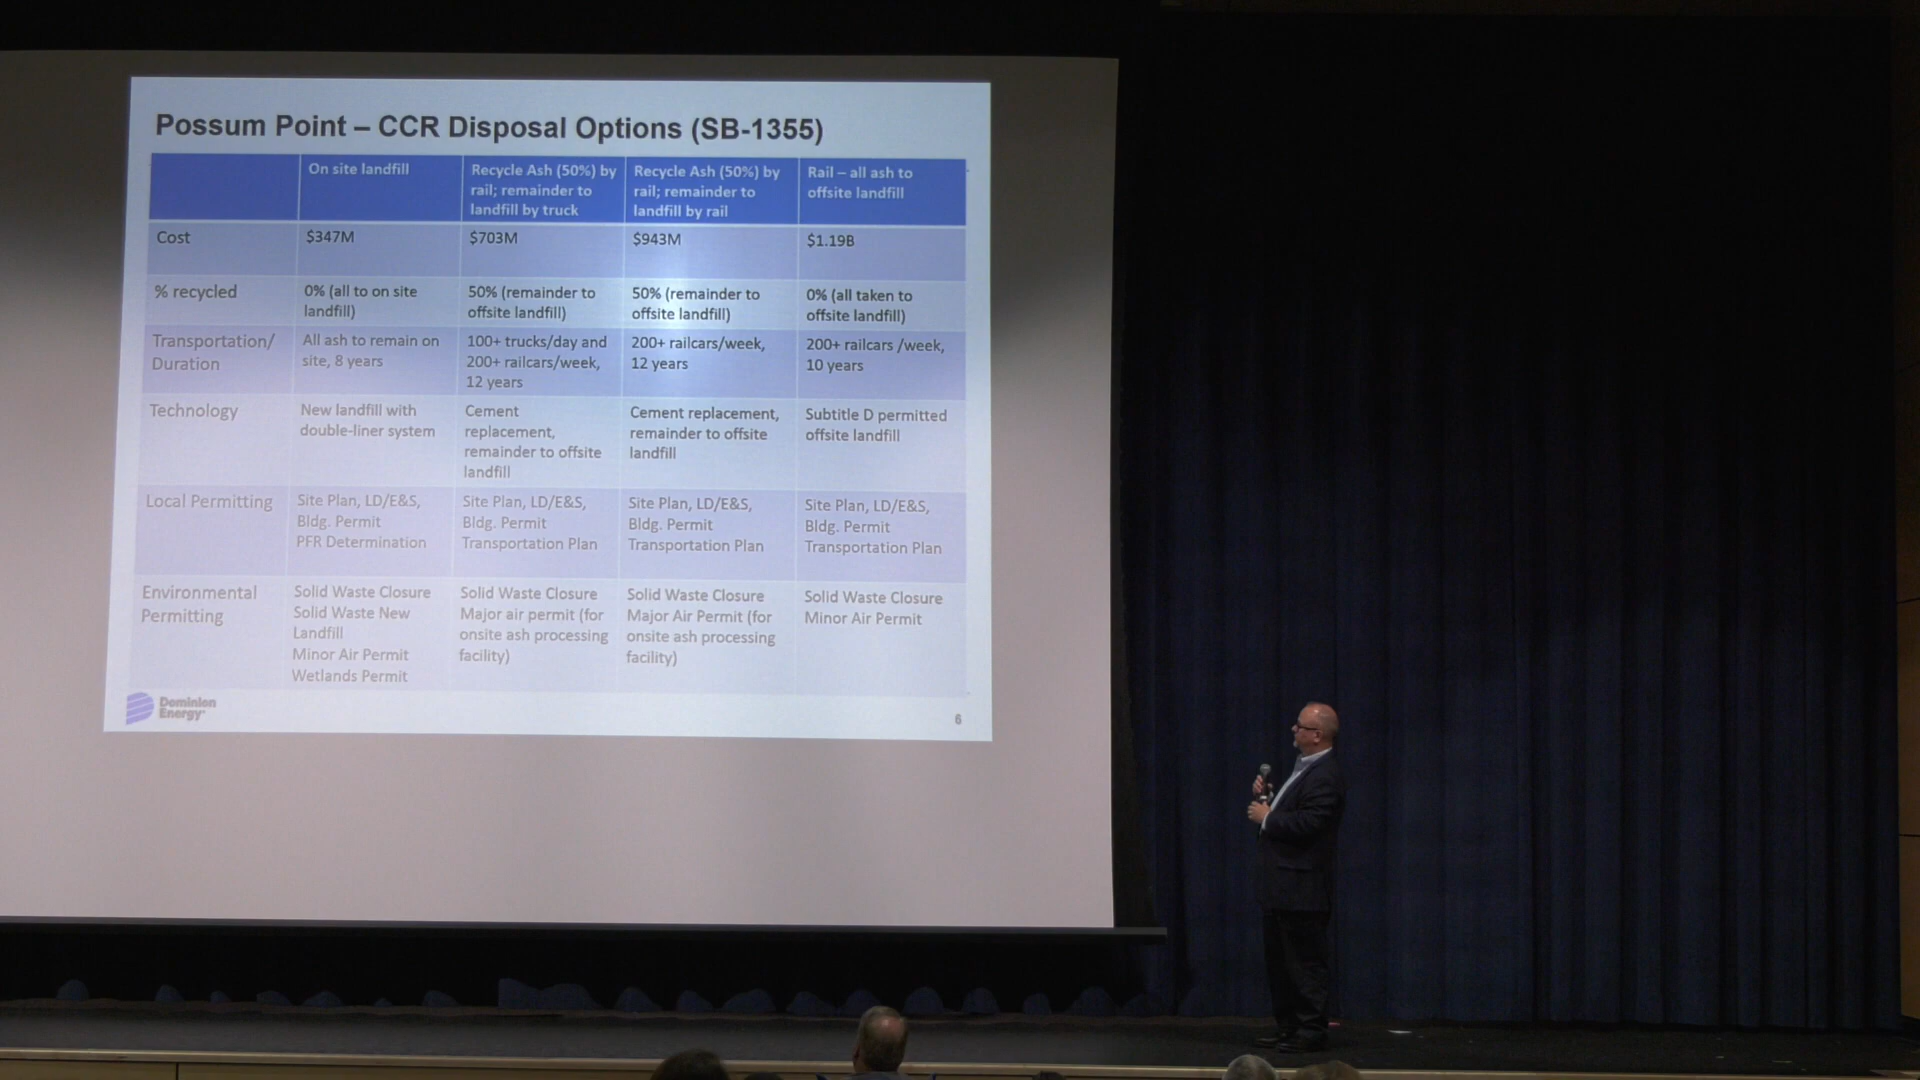 Possum Point – CCR Disposal Options (SB-1355)
On site landfill
Recycle Ash (50%) by
rail; remainder to
landfill by truck
Recycle Ash (50%) by
rail; remainder to
landfill by rail
Rail – all ash to
offsite landfill
Cost
$347M
$703M
$943M
$1.19B
% recycled
0% (all to on site
landfill)
50% (remainder to
offsite landfill)
50% (remainder to
offsite landfill)
0% (all taken to
offsite landfill)
Transportation/
Duration
All ash to remain on
site, 8 years
100+ trucks/day and
200+ railcars/week,
12 years
200+ railcars/week,
12 years
200+ railcars /week,
10 years
Technology
New landfill with
double-liner system
Cement
replacement,
remainder to offsite
landfill
Cement replacement,
remainder to offsite
landfill
Subtitle D permitted
offsite landfill
Local Permitting
Site Plan, LD/E&S,
Bldg. Permit
PFR Determination
Site Plan, LD/E&S,
Bldg. Permit
Transportation Plan
Site Plan, LD/E&S,
Bldg. Permit
Transportation Plan
Site Plan, LD/E&S,
Bldg. Permit
Transportation Plan
Environmental
Permitting
Solid Waste Closure
Solid Waste New
Landfill
Minor Air Permit
Wetlands Permit
Solid Waste Closure
Major air permit (for
onsite ash processing
facility)
Solid Waste Closure
Major Air Permit (for
onsite ash processing
facility)
Solid Waste Closure
Minor Air Permit
Dominion
Energy
6